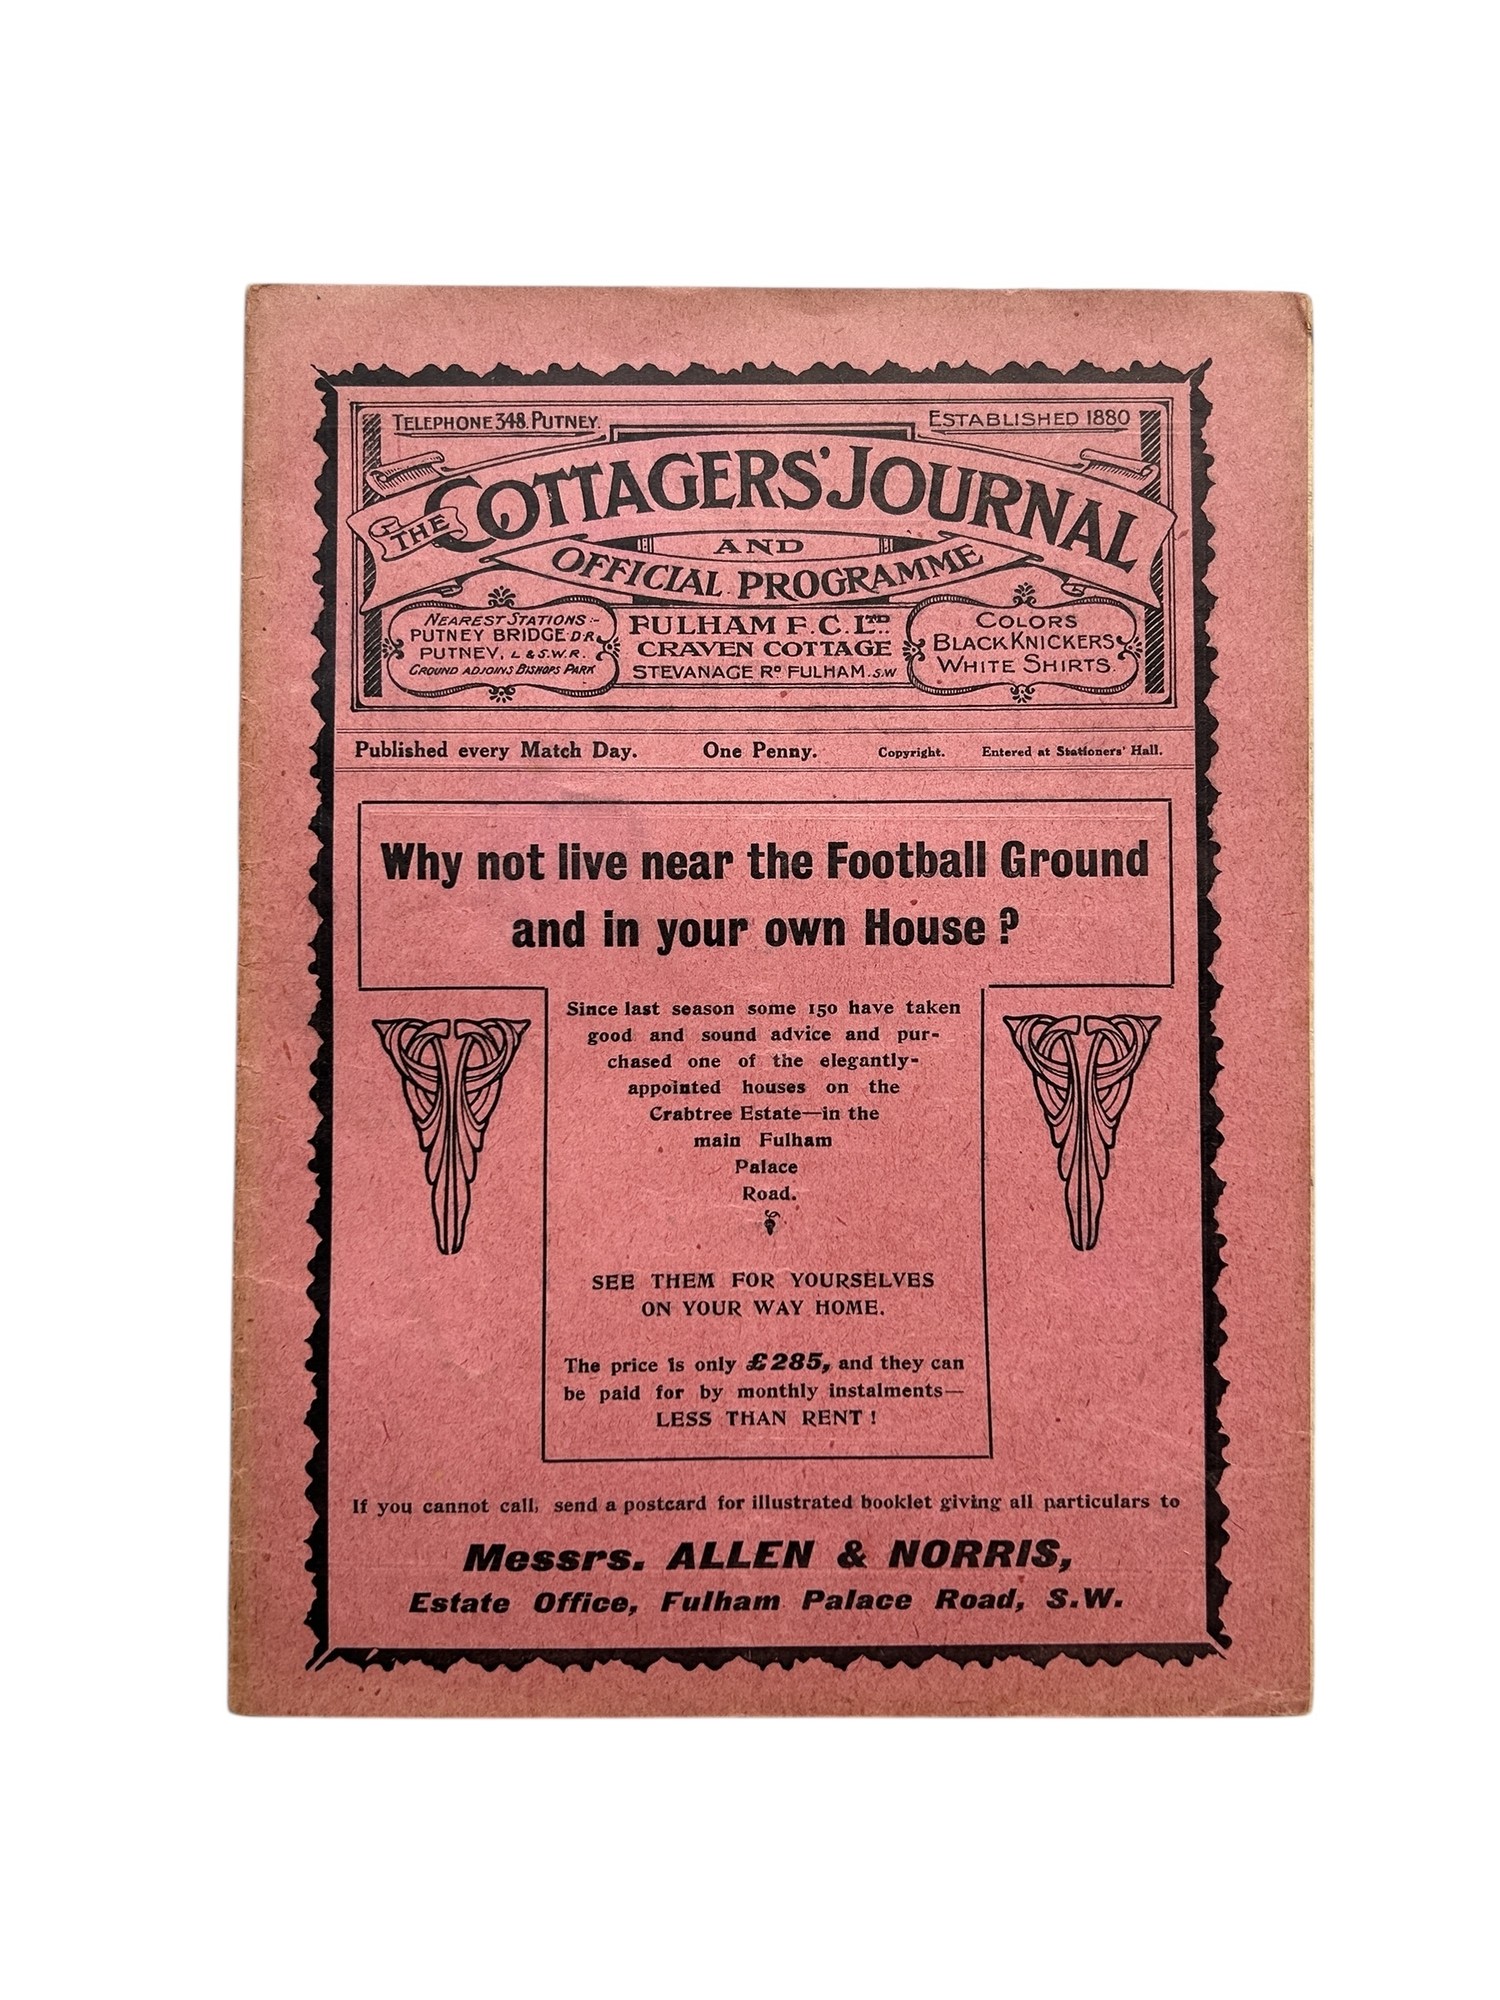 TELEPHONE 348. PUTNEY.
ESTABLISHED 1880
THE COTTAGERS' JOURNAL
AND
OFFICIAL PROGRAMME
NEAREST STATIONS:-
PUTNEY BRIDGE D.R.
PUTNEY, L & S.W.R.
GROUND ADJOINS BISHOPS PARK
FULHAM F.C. LTD.
CRAVEN COTTAGE
STEVENAGE RD FULHAM. S.W
COLORS
BLACK KNICKERS
WHITE SHIRTS.
Published every Match Day. One Penny. Copyright. Entered at Stationers' Hall.
Why not live near the Football Ground
and in your own House ?
Since last season some 150 have taken
good and sound advice and pur-
chased one of the elegantly-
appointed houses on the
Crabtree Estate—in the
main Fulham
Palace
Road.
SEE THEM FOR YOURSELVES
ON YOUR WAY HOME.
The price is only £285, and they can
be paid for by monthly instalments—
LESS THAN RENT !
If you cannot call, send a postcard for illustrated booklet giving all particulars to
Messrs. ALLEN & NORRIS,
Estate Office, Fulham Palace Road, S.W.